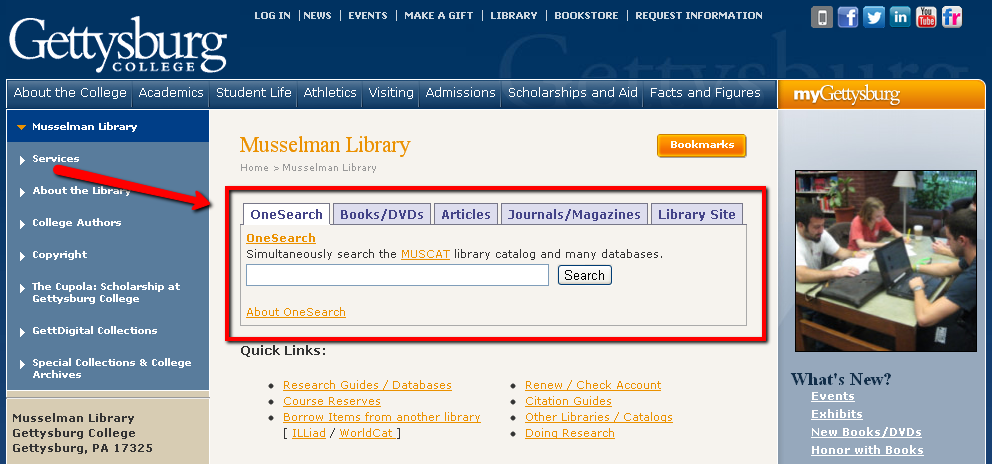 LOG IN | NEWS | EVENTS | MAKE A GIFT | LIBRARY | BOOKSTORE | REQUEST INFORMATION
You Tube
Gettysburg
COLLEGE
About the College Academics Student Life Athletics Visiting Admissions Scholarships and Aid Facts and Figures
myGettysburg
Musselman Library
Services
About the Library
College Authors
Copyright
The Cupola: Scholarship at
Gettysburg College
GettDigital Collections
Special Collections & College
Archives
Musselman Library
Gettysburg College
Gettysburg, PA 17325
Musselman Library
Bookmarks
Home > Musselman Library
OneSearch Books/DVDs Articles Journals/Magazines Library Site
OneSearch
Simultaneously search the MUSCAT library catalog and many databases.
Search
About OneSearch
Quick Links:
Research Guides / Databases
Course Reserves
Borrow Items from another library
[ ILLiad / WorldCat ]
Renew / Check Account
Citation Guides
Other Libraries / Catalogs
Doing Research
What's New?
Events
Exhibits
New Books/DVDs
Honor with Books